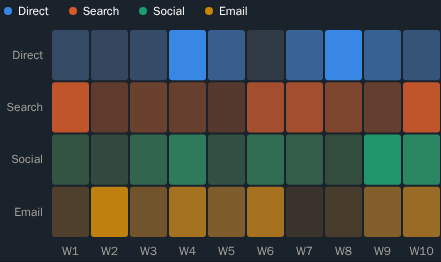 Direct Search Social Email
Direct
Search
Social
Email
W1 W2 W3 W4 W5 W6 W7 W8 W9 W10